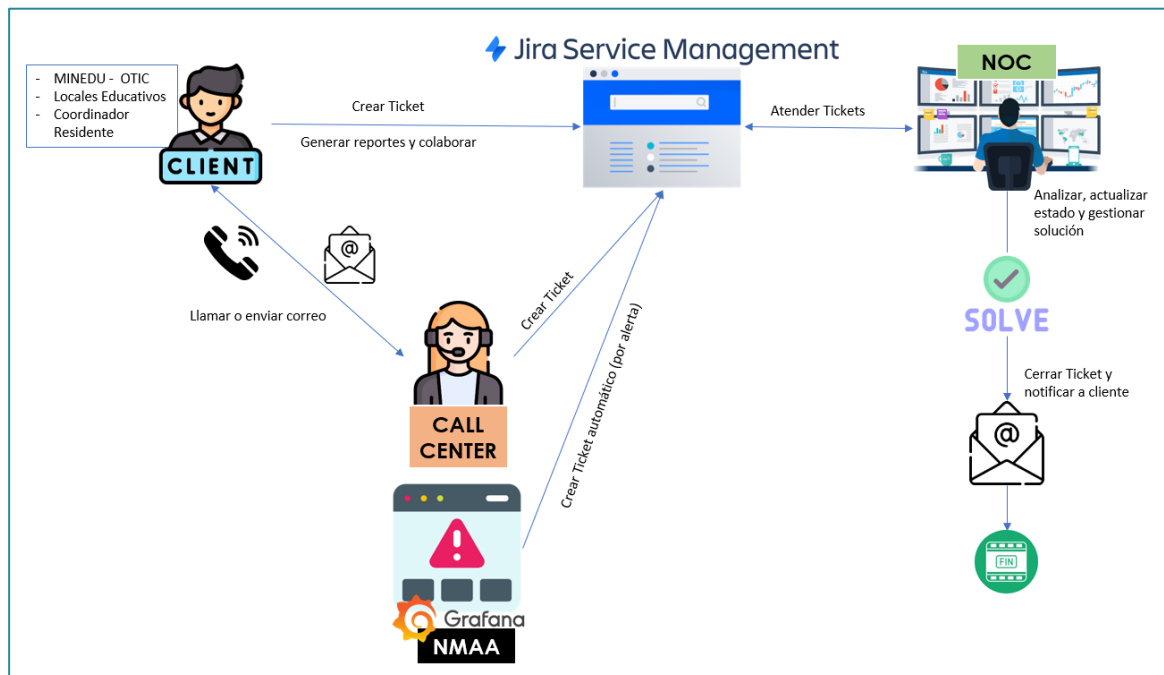 Jira Service Management
NOC
- MINEDU - OTIC
- Locales Educativos
- Coordinador
Residente
CLIENT
Crear Ticket
Generar reportes y colaborar
Atender Tickets
Analizar, actualizar
estado y gestionar
solución
@
Llamar o enviar correo
Crear Ticket
Crear Ticket automático (por alerta)
SOLVE
CALL
CENTER
Cerrar Ticket y
notificar a cliente
@
FIN
Grafana
NMAA